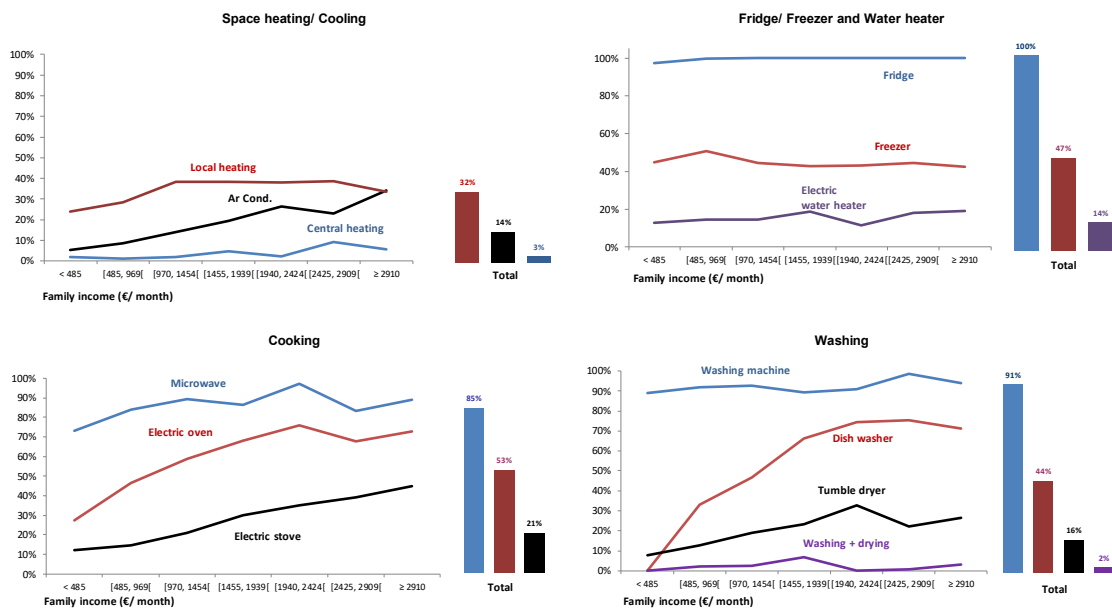 Space heating/ Cooling
100%
90%
80%
70%
60%
50%
40%
30%
20%
10%
0%
Local heating
Ar Cond.
Central heating
< 485 [485, 969[ [970, 1454[ [1455, 1939[ [1940, 2424[ [2425, 2909[ ≥ 2910
Family income (€/ month)
32%
14%
3%
Total
Fridge/ Freezer and Water heater
100%
80%
60%
40%
20%
0%
Fridge
Freezer
Electric
water heater
< 485 [485, 969[ [970, 1454[ [1455, 1939[ [1940, 2424[ [2425, 2909[ ≥ 2910
Family income (€/ month)
100%
47%
14%
Total
Cooking
100%
90%
80%
70%
60%
50%
40%
30%
20%
10%
0%
Microwave
Electric oven
Electric stove
< 485 [485, 969[ [970, 1454[ [1455, 1939[ [1940, 2424[ [2425, 2909[ ≥ 2910
Family income (€/ month)
85%
53%
21%
Total
Washing
100%
90%
80%
70%
60%
50%
40%
30%
20%
10%
0%
Washing machine
Dish washer
Tumble dryer
Washing + drying
< 485 [485, 969[ [970, 1454[ [1455, 1939[ [1940, 2424[ [2425, 2909[ ≥ 2910
Family income (€/ month)
91%
44%
16%
2%
Total